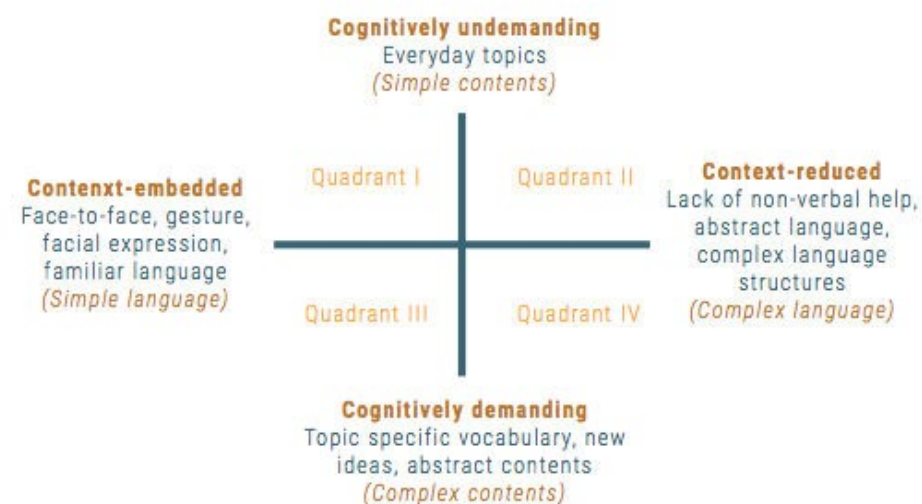 Cognitively undemanding
Everyday topics
(Simple contents)
Quadrant I
Quadrant II
Contenxt-embedded
Face-to-face, gesture,
facial expression,
familiar language
(Simple language)
Context-reduced
Lack of non-verbal help,
abstract language,
complex language
structures
(Complex language)
Quadrant III
Quadrant IV
Cognitively demanding
Topic specific vocabulary, new
ideas, abstract contents
(Complex contents)